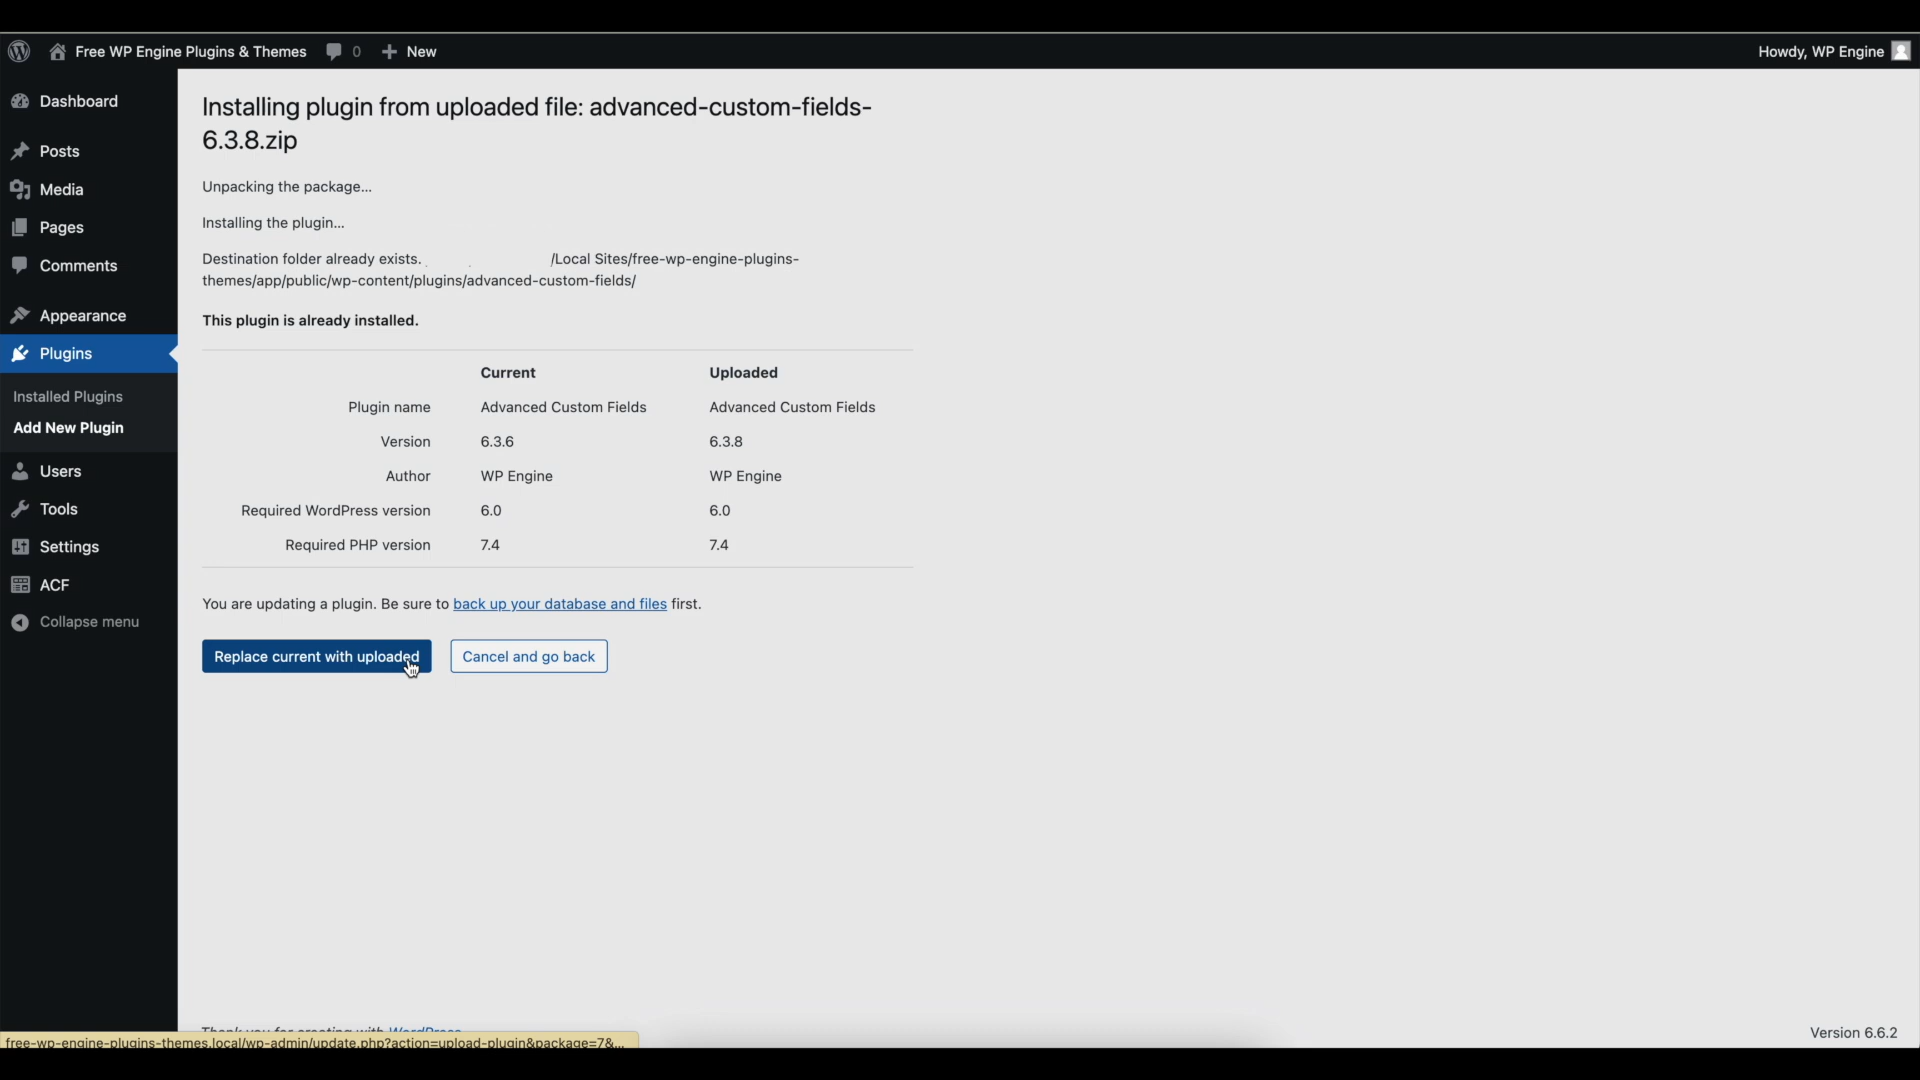 Free WP Engine Plugins & Themes 0 New Howdy, WP Engine
Dashboard
Posts
Media
Pages
Comments
Appearance
Plugins
Installed Plugins
Add New Plugin
Users
Tools
Settings
ACF
Collapse menu
Installing plugin from uploaded file: advanced-custom-fields-
6.3.8.zip
Unpacking the package...
Installing the plugin...
Destination folder already exists. /Local Sites/free-wp-engine-plugins-
themes/app/public/wp-content/plugins/advanced-custom-fields/
This plugin is already installed.
Current Uploaded
Plugin name Advanced Custom Fields Advanced Custom Fields
Version 6.3.6 6.3.8
Author WP Engine WP Engine
Required WordPress version 6.0 6.0
Required PHP version 7.4 7.4
You are updating a plugin. Be sure to back up your database and files first.
Replace current with uploaded Cancel and go back
Thank you for creating with WordPress
Version 6.6.2
free-wp-engine-plugins-themes.local/wp-admin/update.php?action=upload-plugin&package=7&...